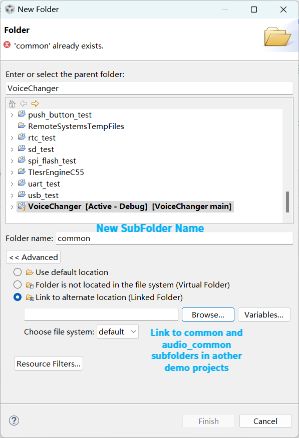 New Folder
Folder
'common' already exists.
Enter or select the parent folder:
VoiceChanger
push_button_test
RemoteSystemsTempFiles
rtc_test
sd_test
spi_flash_test
TlesrEngineC55
uart_test
usb_test
VoiceChanger [Active - Debug] [VoiceChanger main]
New SubFolder Name
Folder name: common
<< Advanced
Use default location
Folder is not located in the file system (Virtual Folder)
Link to alternate location (Linked Folder)
Browse... Variables...
Choose file system: default
Link to common and
audio_common
subfolders in aother
demo projects
Resource Filters...
? Finish Cancel